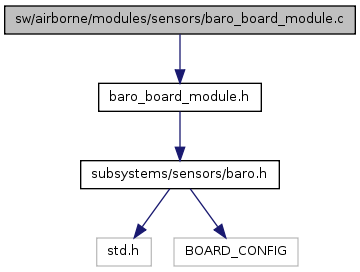 sw/airborne/modules/sensors/baro_board_module.c
baro_board_module.h
subsystems/sensors/baro.h
std.h
BOARD_CONFIG